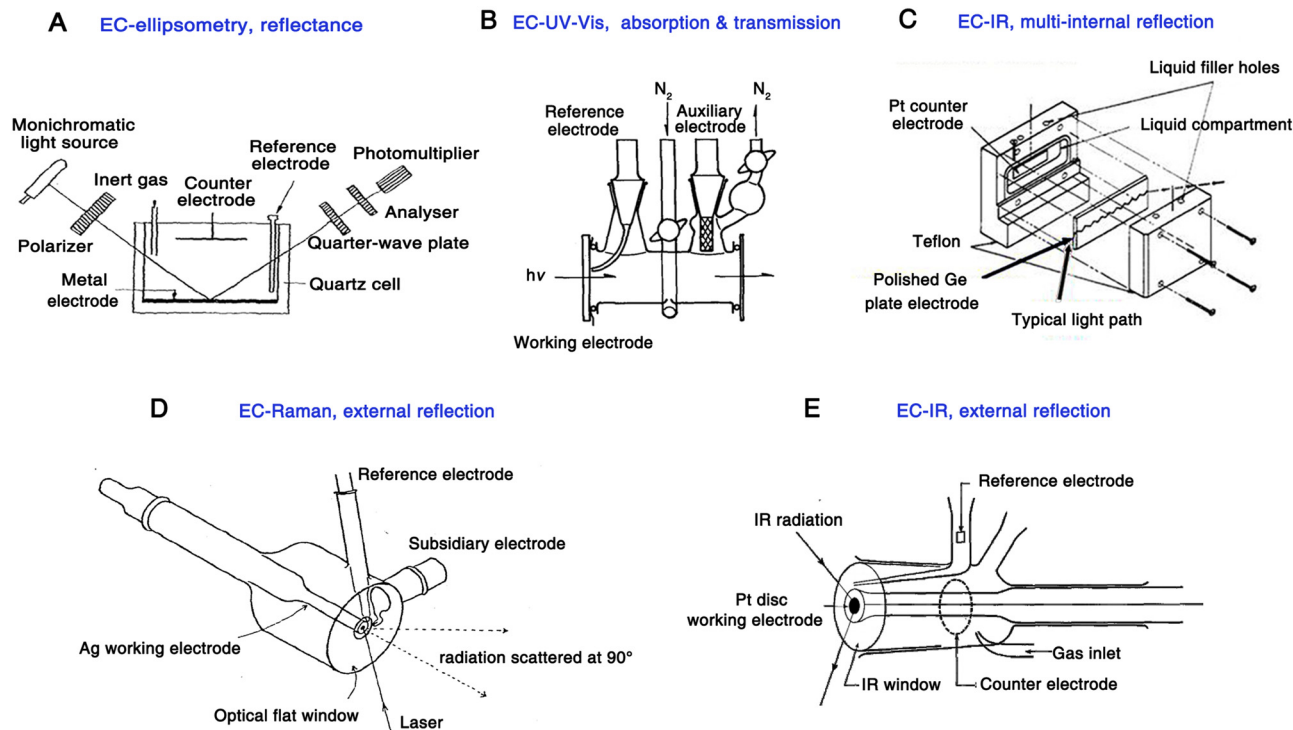 A
EC-ellipsometry, reflectance
Monichromatic
light source
Inert gas
Counter
electrode
Reference
electrode
Photomultiplier
Analyser
Polarizer
Quarter-wave plate
Metal
electrode
Quartz cell
B
EC-UV-Vis, absorption & transmission
N2
N2
Reference
electrode
Auxiliary
electrode
hν
Working electrode
C
EC-IR, multi-internal reflection
Liquid filler holes
Pt counter
electrode
Liquid compartment
Teflon
Polished Ge
plate electrode
Typical light path
D
EC-Raman, external reflection
Reference electrode
Subsidiary electrode
Ag working electrode
radiation scattered at 90°
Optical flat window
Laser
E
EC-IR, external reflection
Reference electrode
IR radiation
Pt disc
working electrode
Gas inlet
IR window
Counter electrode